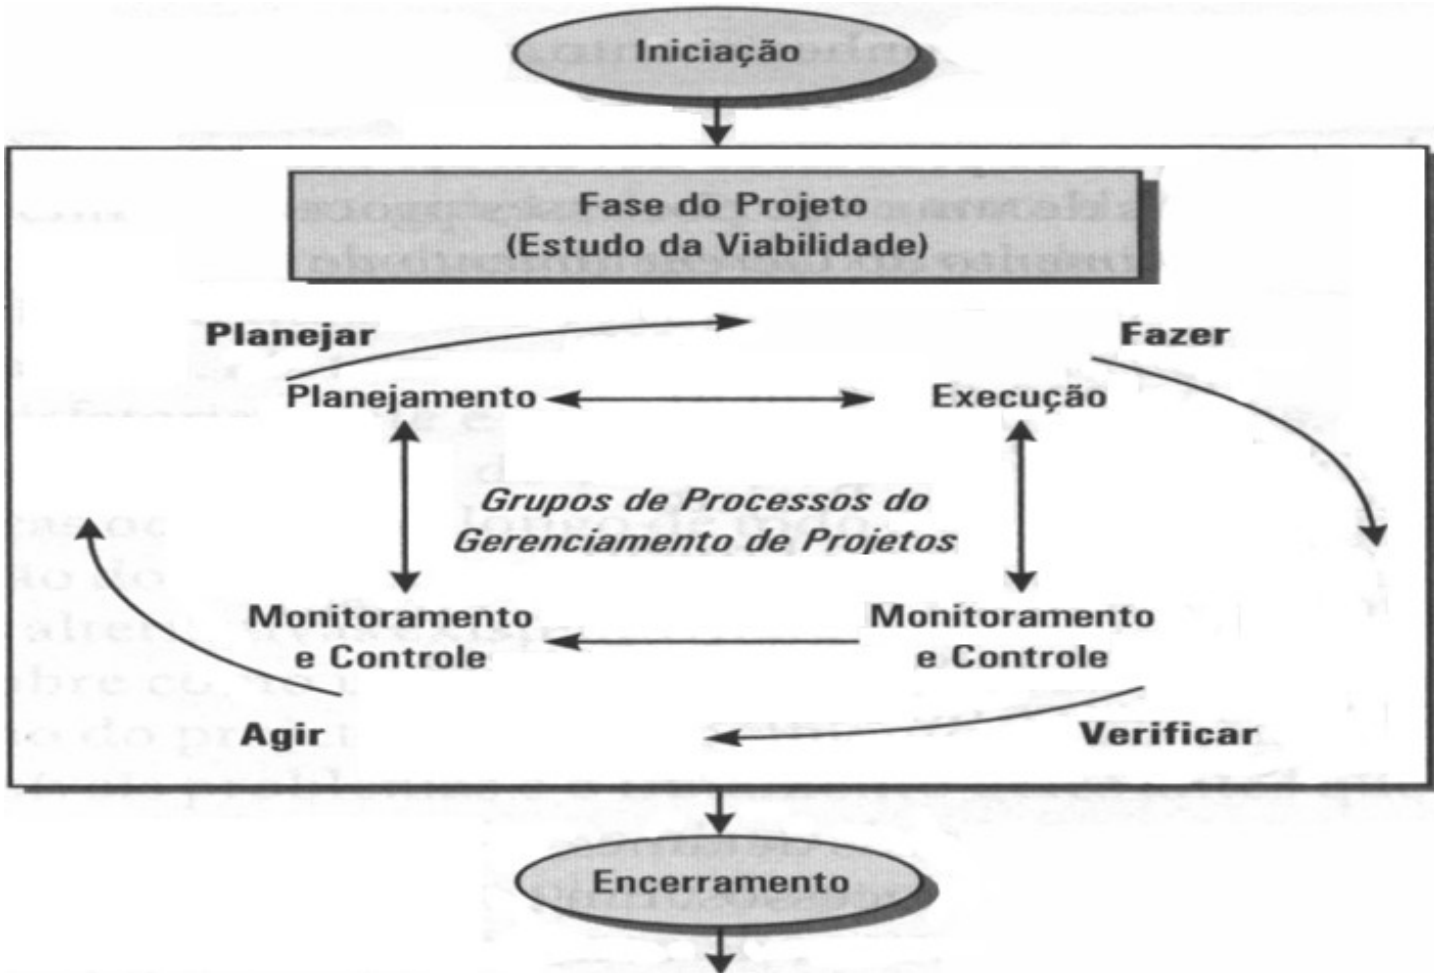 Iniciação
Fase do Projeto
(Estudo da Viabilidade)
Planejar
Fazer
Planejamento
Execução
Grupos de Processos do
Gerenciamento de Projetos
Monitoramento
e Controle
Monitoramento
e Controle
Agir
Verificar
Encerramento